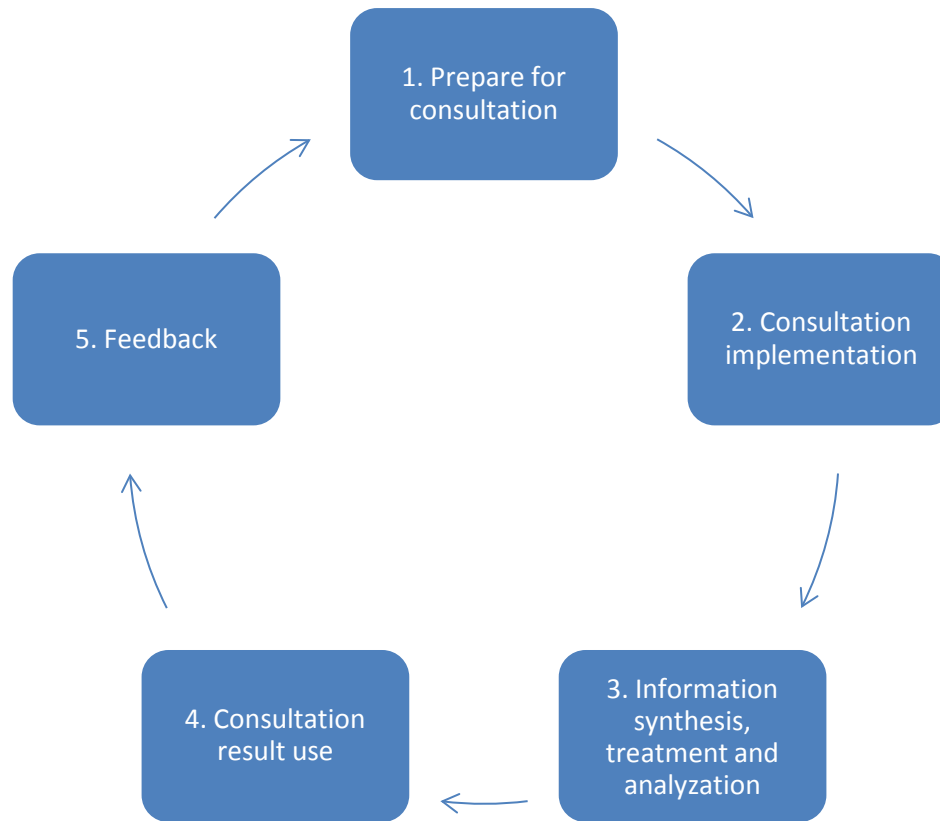 1. Prepare for
consultation
2. Consultation
implementation
3. Information
synthesis,
treatment and
analyzation
4. Consultation
result use
5. Feedback